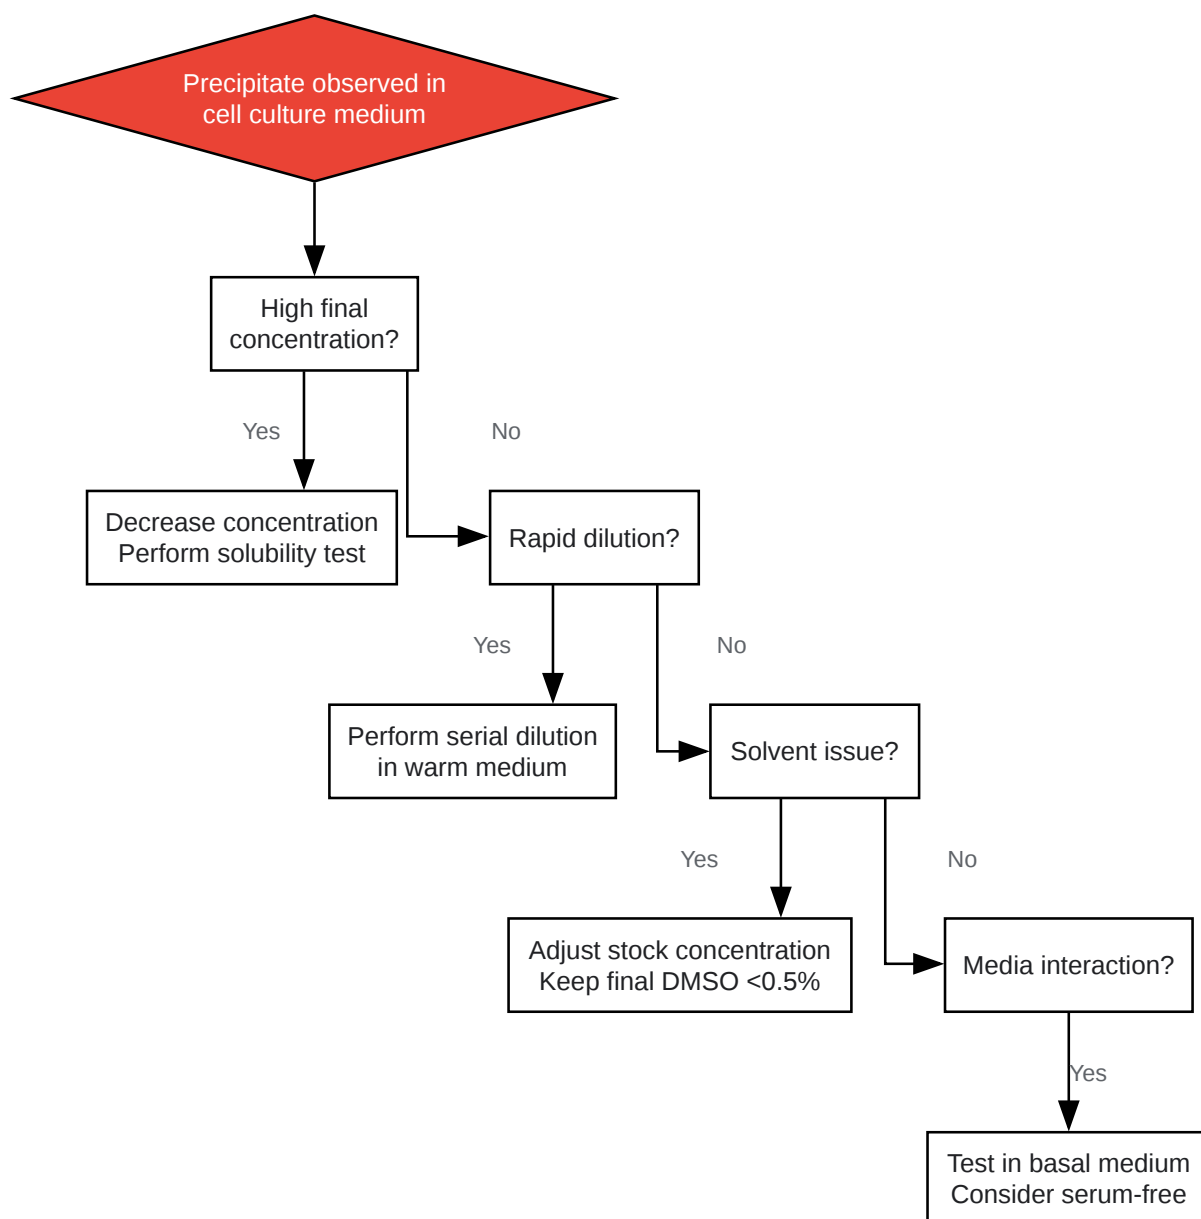 Precipitate observed in
cell culture medium
High final
concentration?
Yes
No
Decrease concentration
Perform solubility test
Rapid dilution?
Yes
No
Perform serial dilution
in warm medium
Solvent issue?
Yes
No
Adjust stock concentration
Keep final DMSO <0.5%
Media interaction?
Yes
Test in basal medium
Consider serum-free